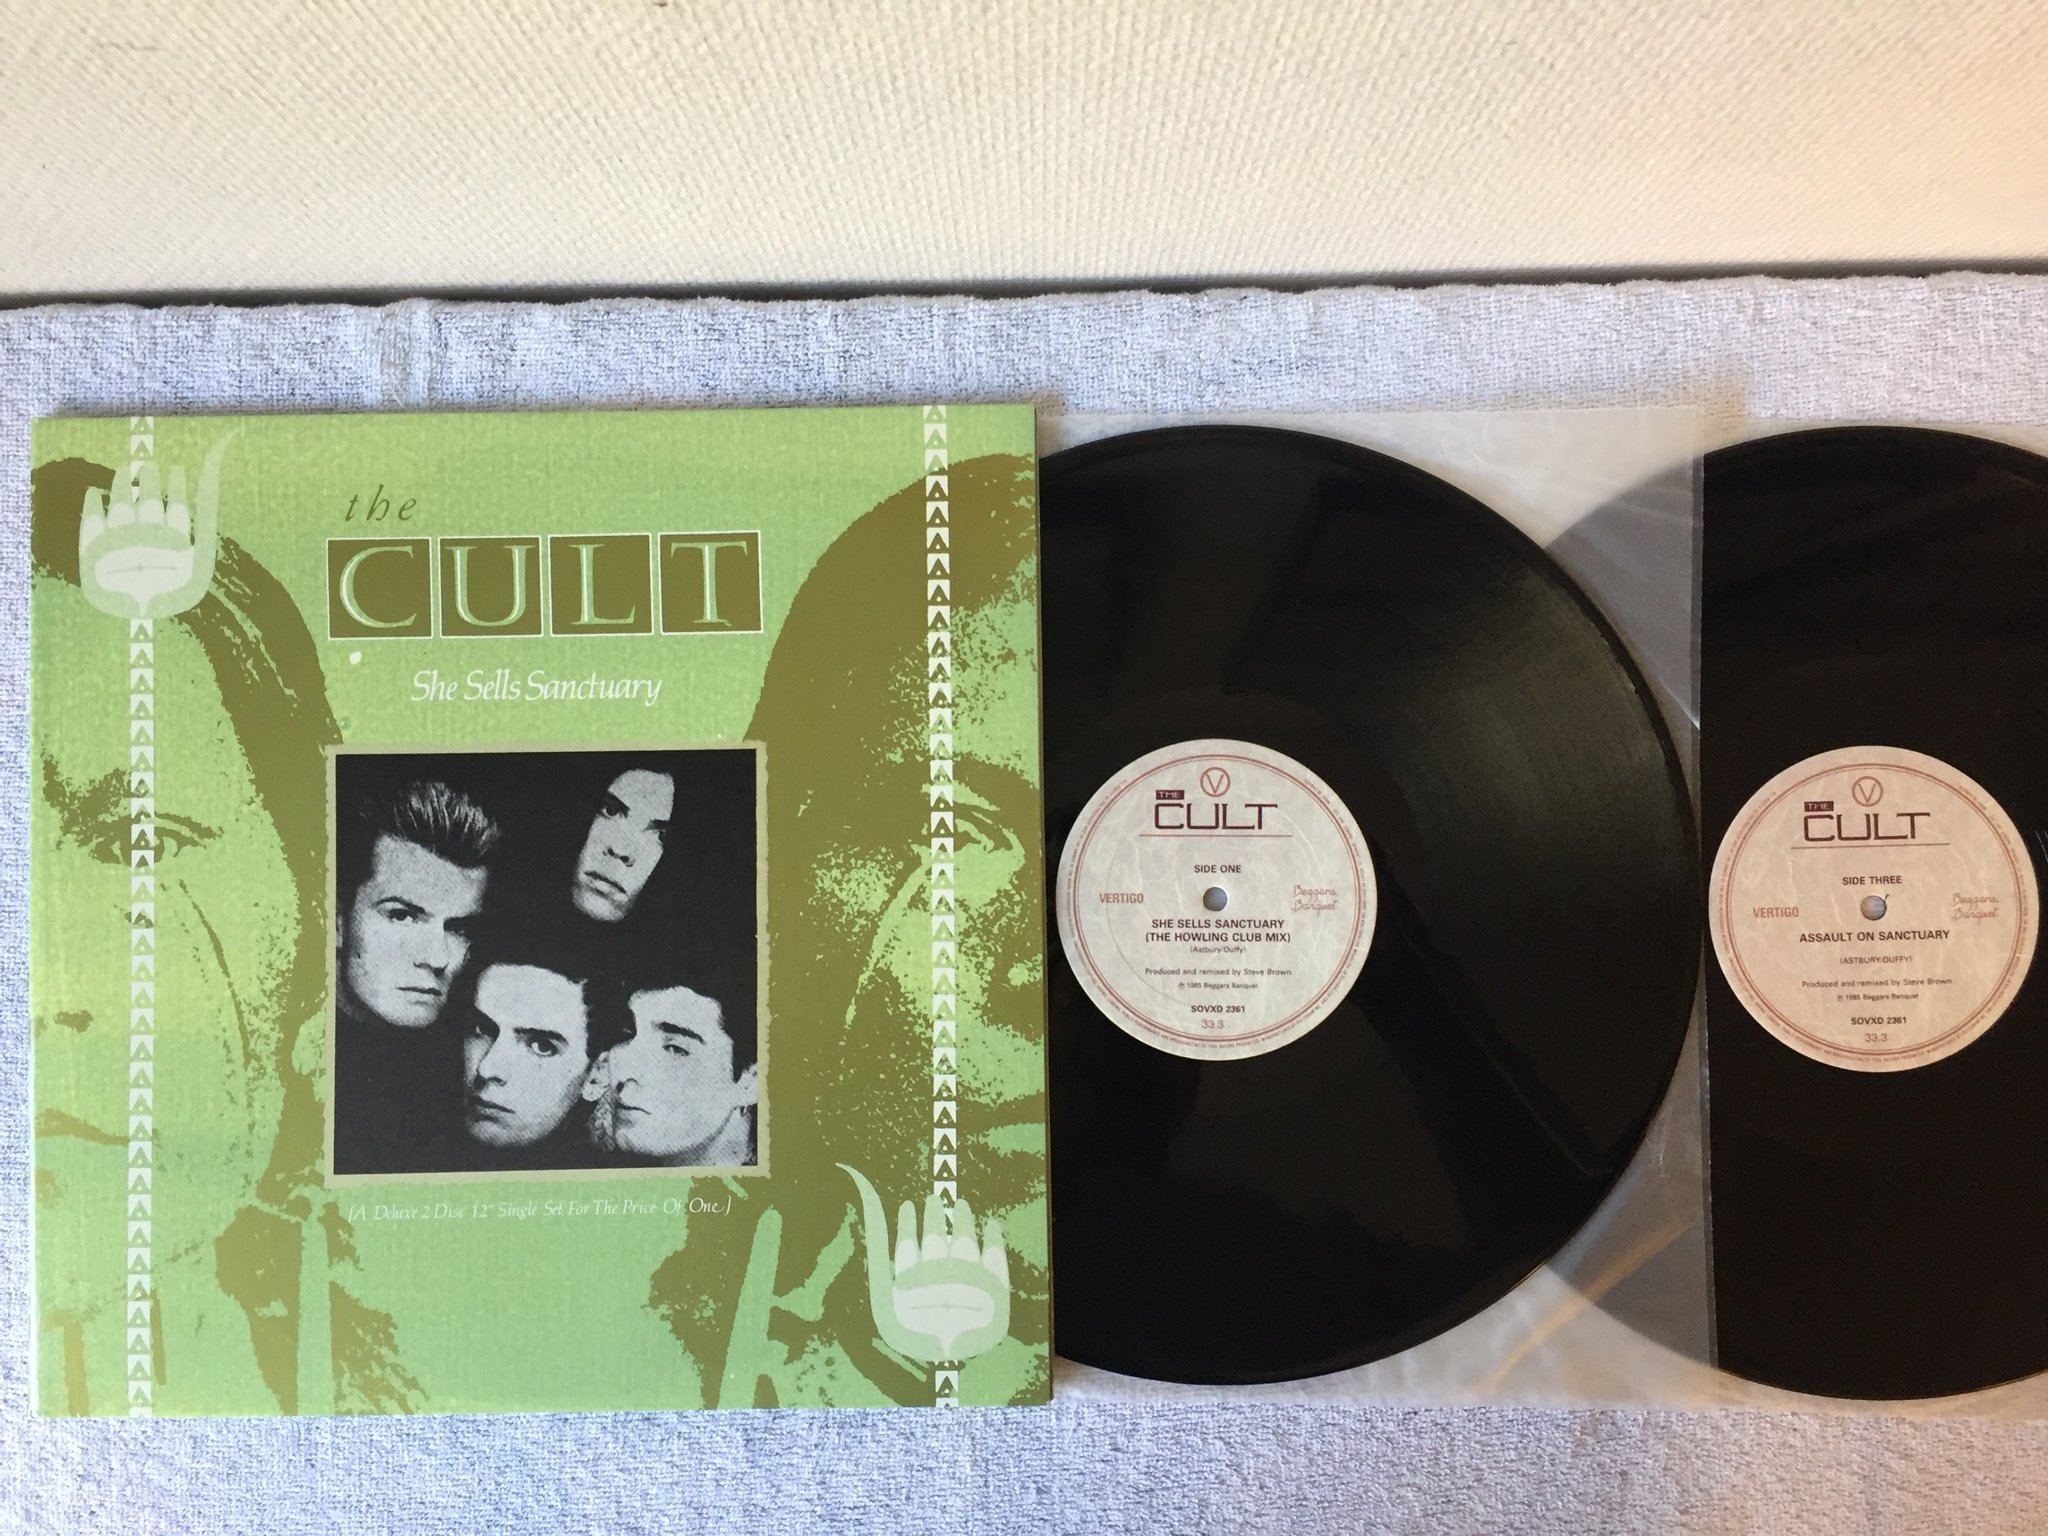 the
CULT
She Sells Sanctuary
[A Deluxe 2 Disc 12" Single Set For The Price Of One]
THE
CULT
SIDE ONE
VERTIGO
Beggars
Banquet
SHE SELLS SANCTUARY
(THE HOWLING CLUB MIX)
(Astbury/Duffy)
Produced and remixed by Steve Brown
℗ 1985 Beggars Banquet
SOVXD 2361
33.3
THE
CULT
SIDE THREE
VERTIGO
Beggars
Banquet
ASSAULT ON SANCTUARY
(ASTBURY/DUFFY)
Produced and remixed by Steve Brown
℗ 1985 Beggars Banquet
SOVXD 2361
33.3